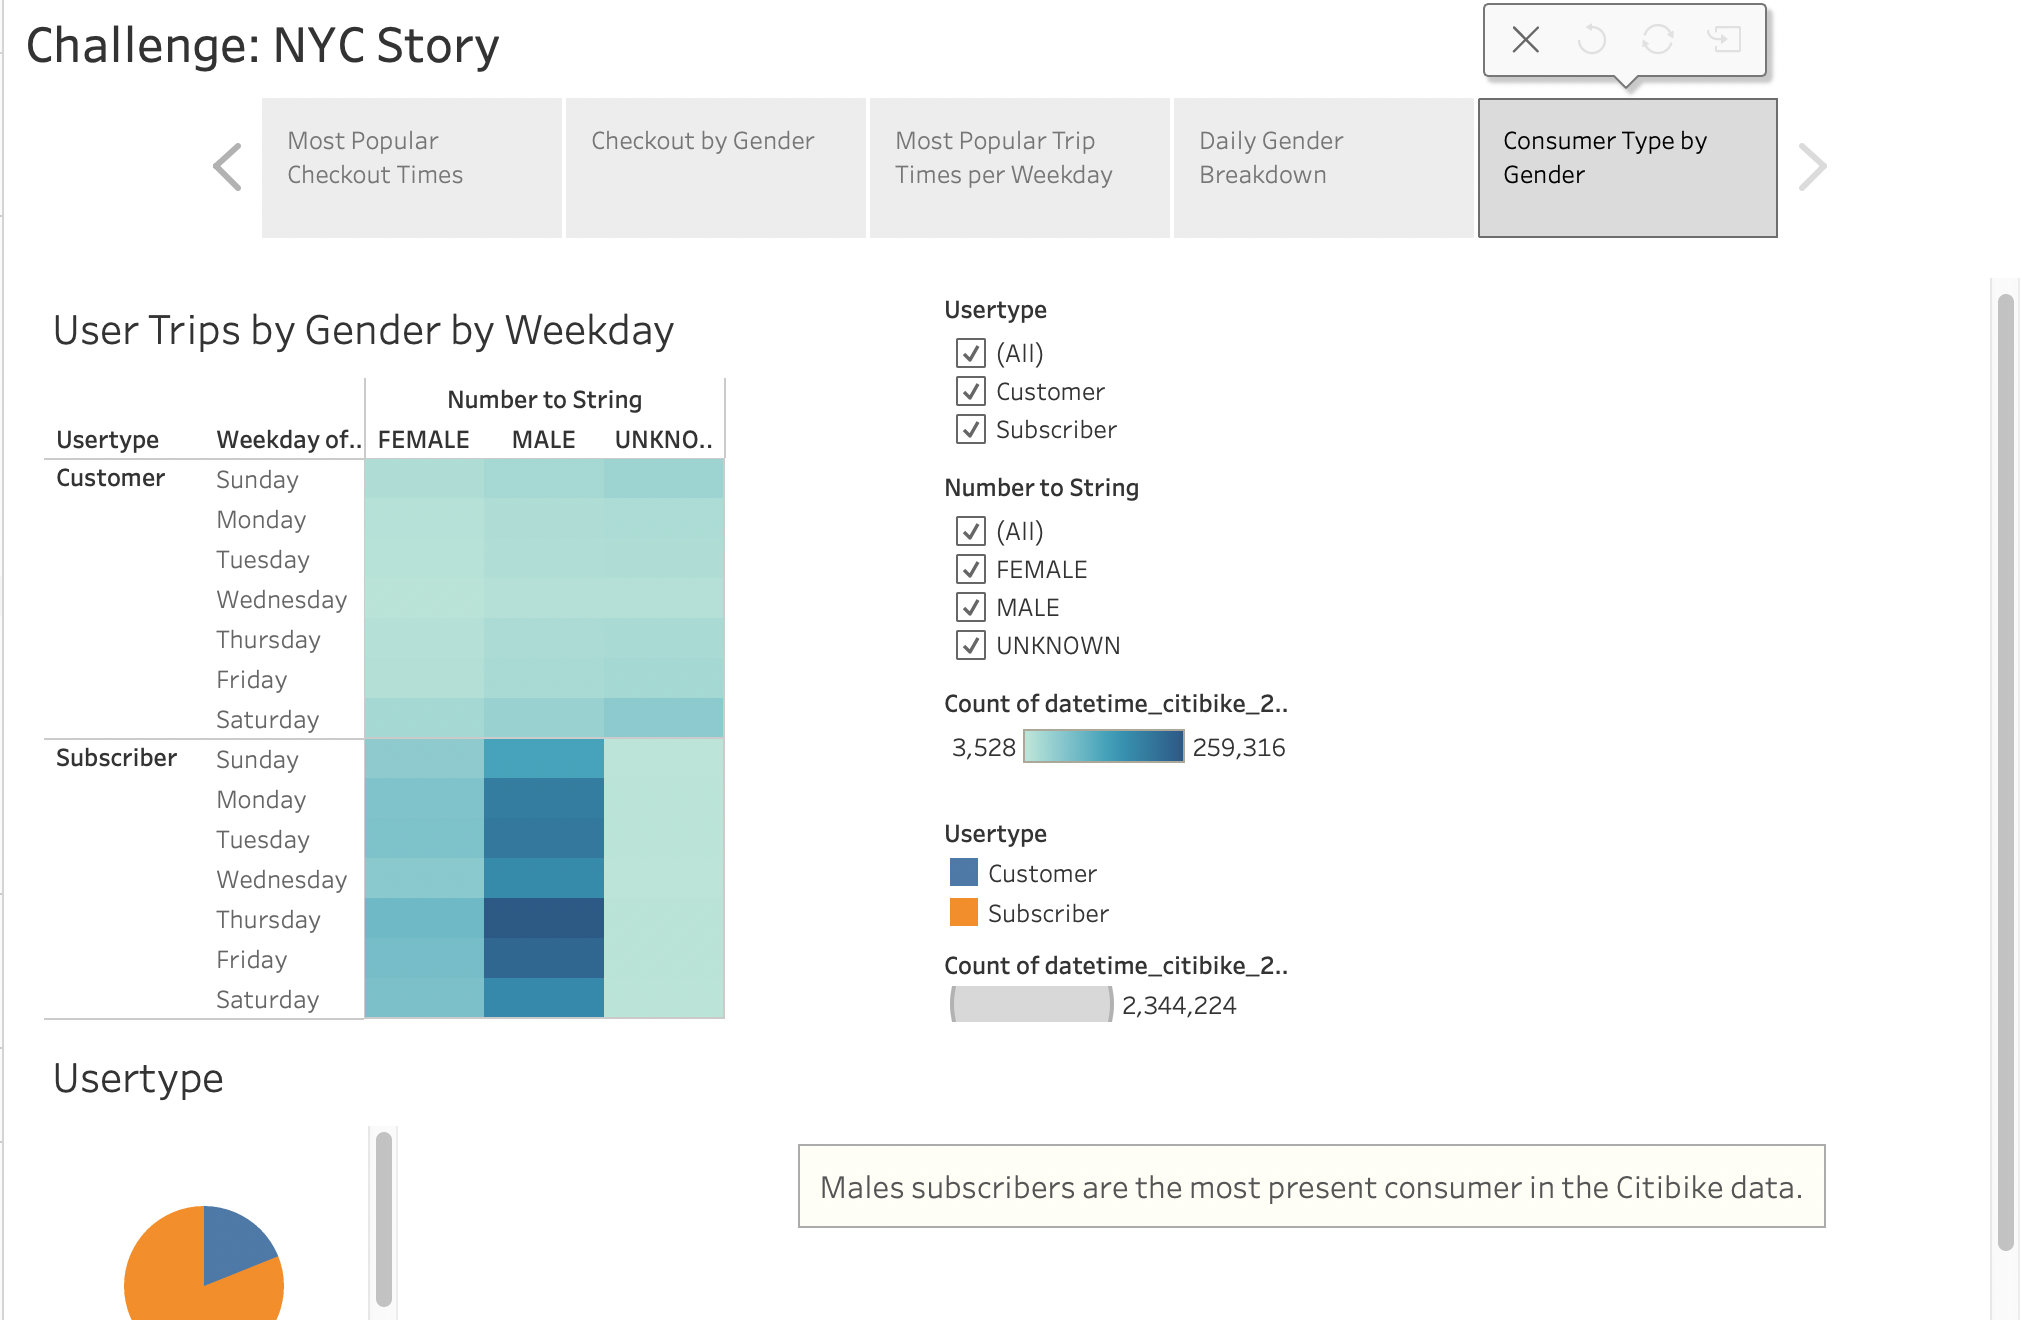 Challenge: NYC Story
Most Popular
Checkout Times
Checkout by Gender
Most Popular Trip
Times per Weekday
Daily Gender
Breakdown
Consumer Type by
Gender
User Trips by Gender by Weekday
Number to String
Usertype Weekday of.. FEMALE MALE UNKNO..
Customer Sunday
Monday
Tuesday
Wednesday
Thursday
Friday
Saturday
Subscriber Sunday
Monday
Tuesday
Wednesday
Thursday
Friday
Saturday
Usertype
(All)
Customer
Subscriber
Number to String
(All)
FEMALE
MALE
UNKNOWN
Count of datetime_citibike_2..
3,528 259,316
Usertype
Customer
Subscriber
Count of datetime_citibike_2..
2,344,224
Usertype
Males subscribers are the most present consumer in the Citibike data.